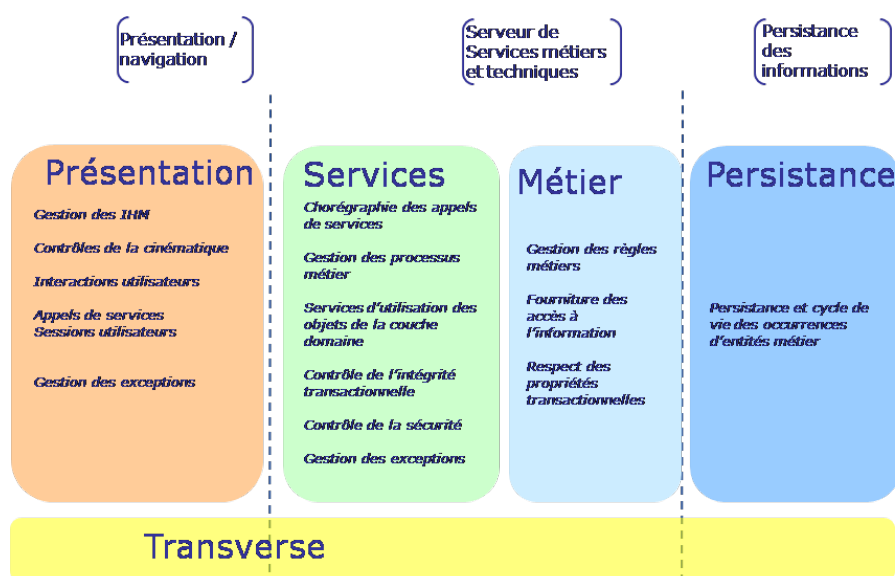 Présentation /
navigation
Serveur de
Services métiers
et techniques
Persistance
des
informations
Présentation
Gestion des IHM
Contrôles de la cinématique
Interactions utilisateurs
Appels de services
Sessions utilisateurs
Gestion des exceptions
Services
Chorégraphie des appels
de services
Gestion des processus
métier
Services d'utilisation des
objets de la couche
domaine
Contrôle de l'intégrité
transactionnelle
Contrôle de la sécurité
Gestion des exceptions
Métier
Gestion des règles
métiers
Fourniture des
accès à
l'information
Respect des
propriétés
transactionnelles
Persistance
Persistance et cycle de
vie des occurrences
d'entités métier
Transverse